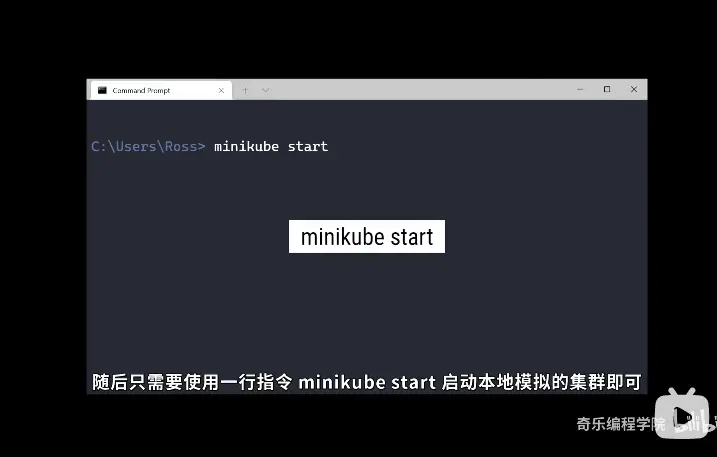 Command Prompt
C:\Users\Ross> minikube start
minikube start
随后只需要使用一行指令 minikube start 启动本地模拟的集群即可
奇乐编程学院